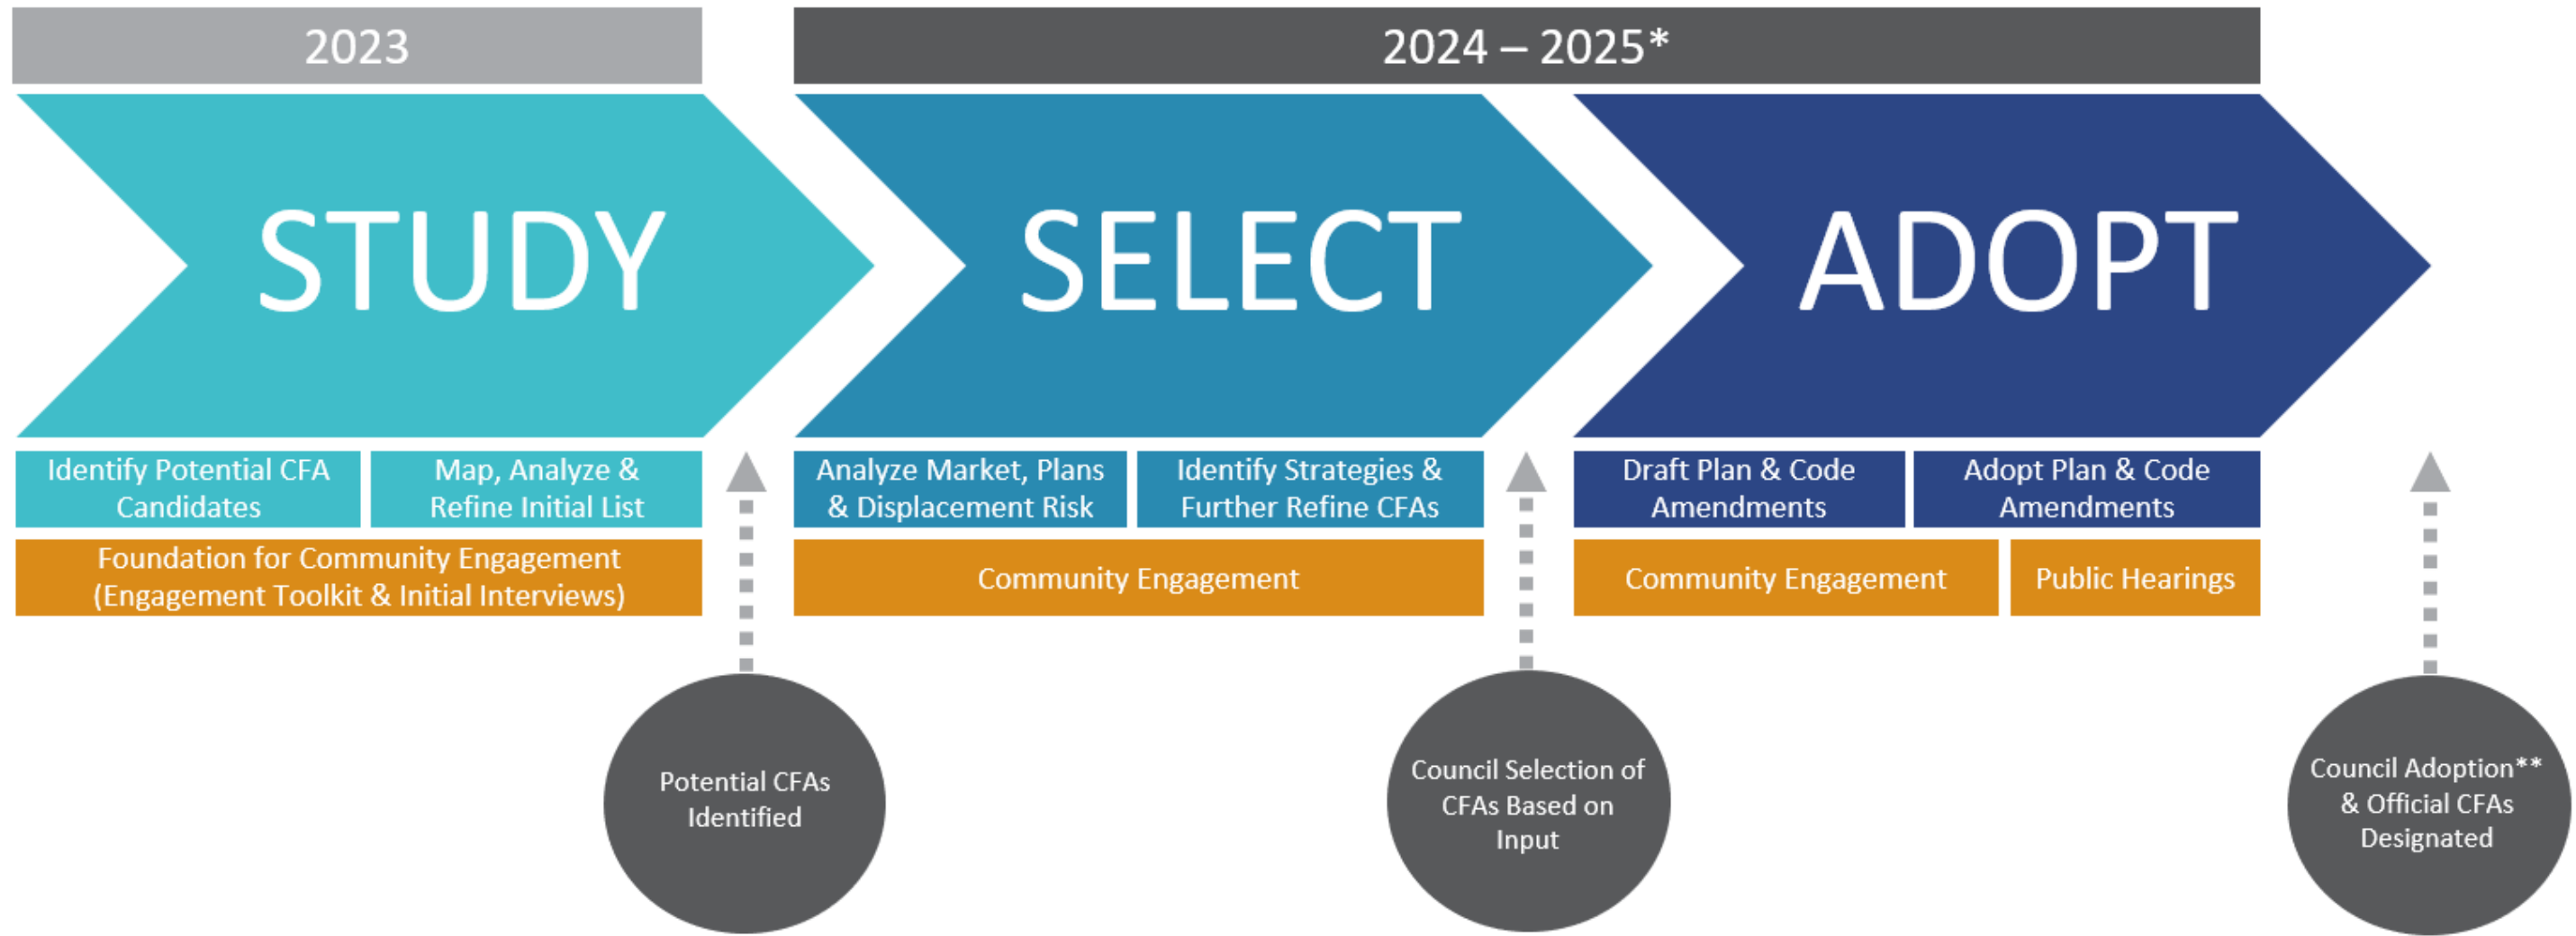 2023
2024 – 2025*
STUDY
SELECT
ADOPT
Identify Potential CFA
Candidates
Map, Analyze &
Refine Initial List
Analyze Market, Plans
& Displacement Risk
Identify Strategies &
Further Refine CFAs
Draft Plan & Code
Amendments
Adopt Plan & Code
Amendments
Foundation for Community Engagement
(Engagement Toolkit & Initial Interviews)
Community Engagement
Community Engagement
Public Hearings
Potential CFAs
Identified
Council Selection of
CFAs Based on
Input
Council Adoption**
& Official CFAs
Designated